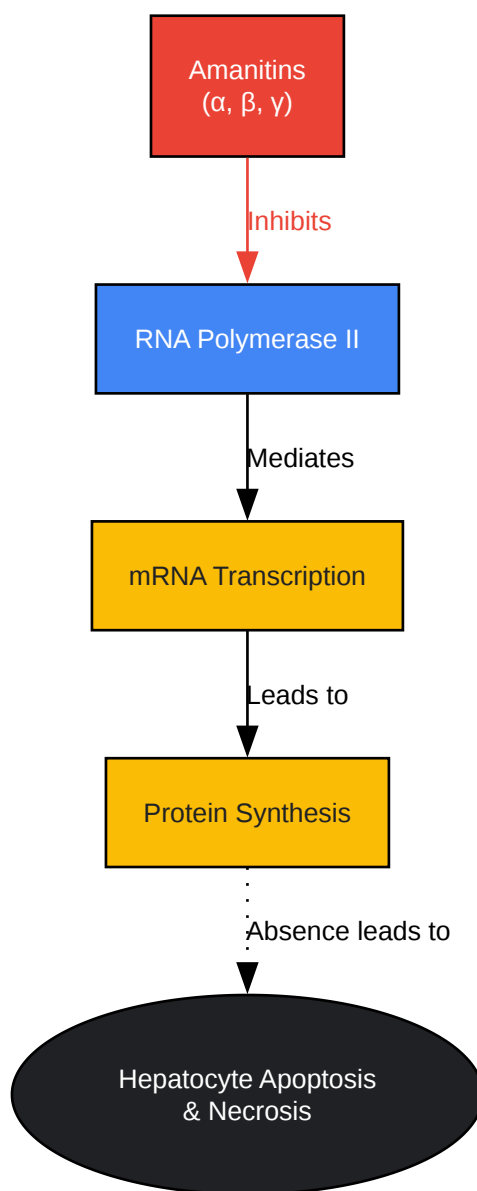 Amanitins
(α, β, γ)
Inhibits
RNA Polymerase II
Mediates
mRNA Transcription
Leads to
Protein Synthesis
Absence leads to
Hepatocyte Apoptosis
& Necrosis